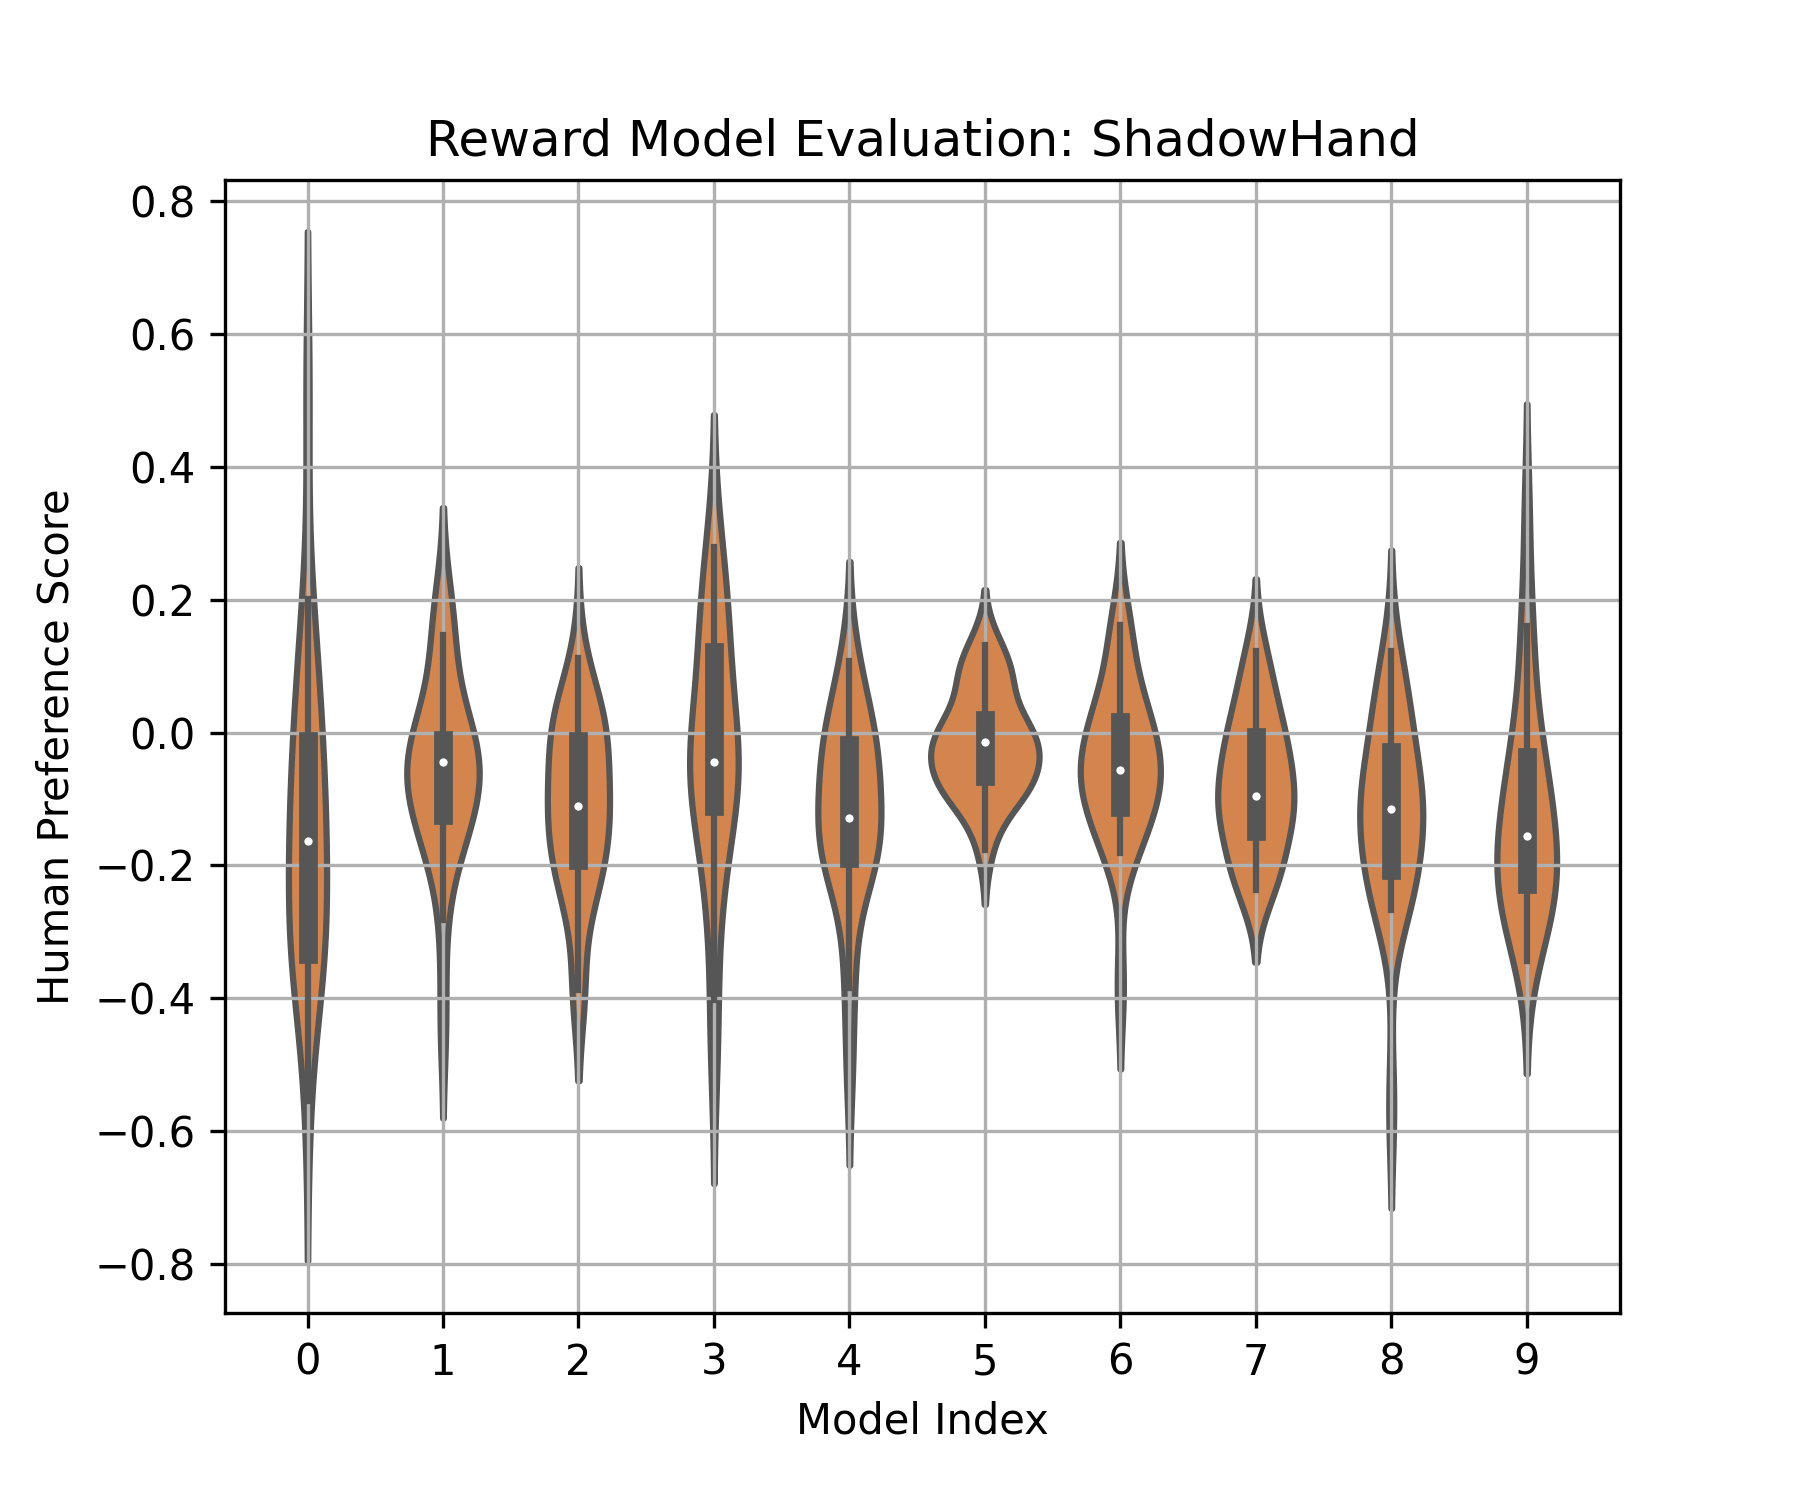 Reward Model Evaluation: ShadowHand
Human Preference Score
0.8
0.6
0.4
0.2
0.0
−0.2
−0.4
−0.6
−0.8
0 1 2 3 4 5 6 7 8 9
Model Index